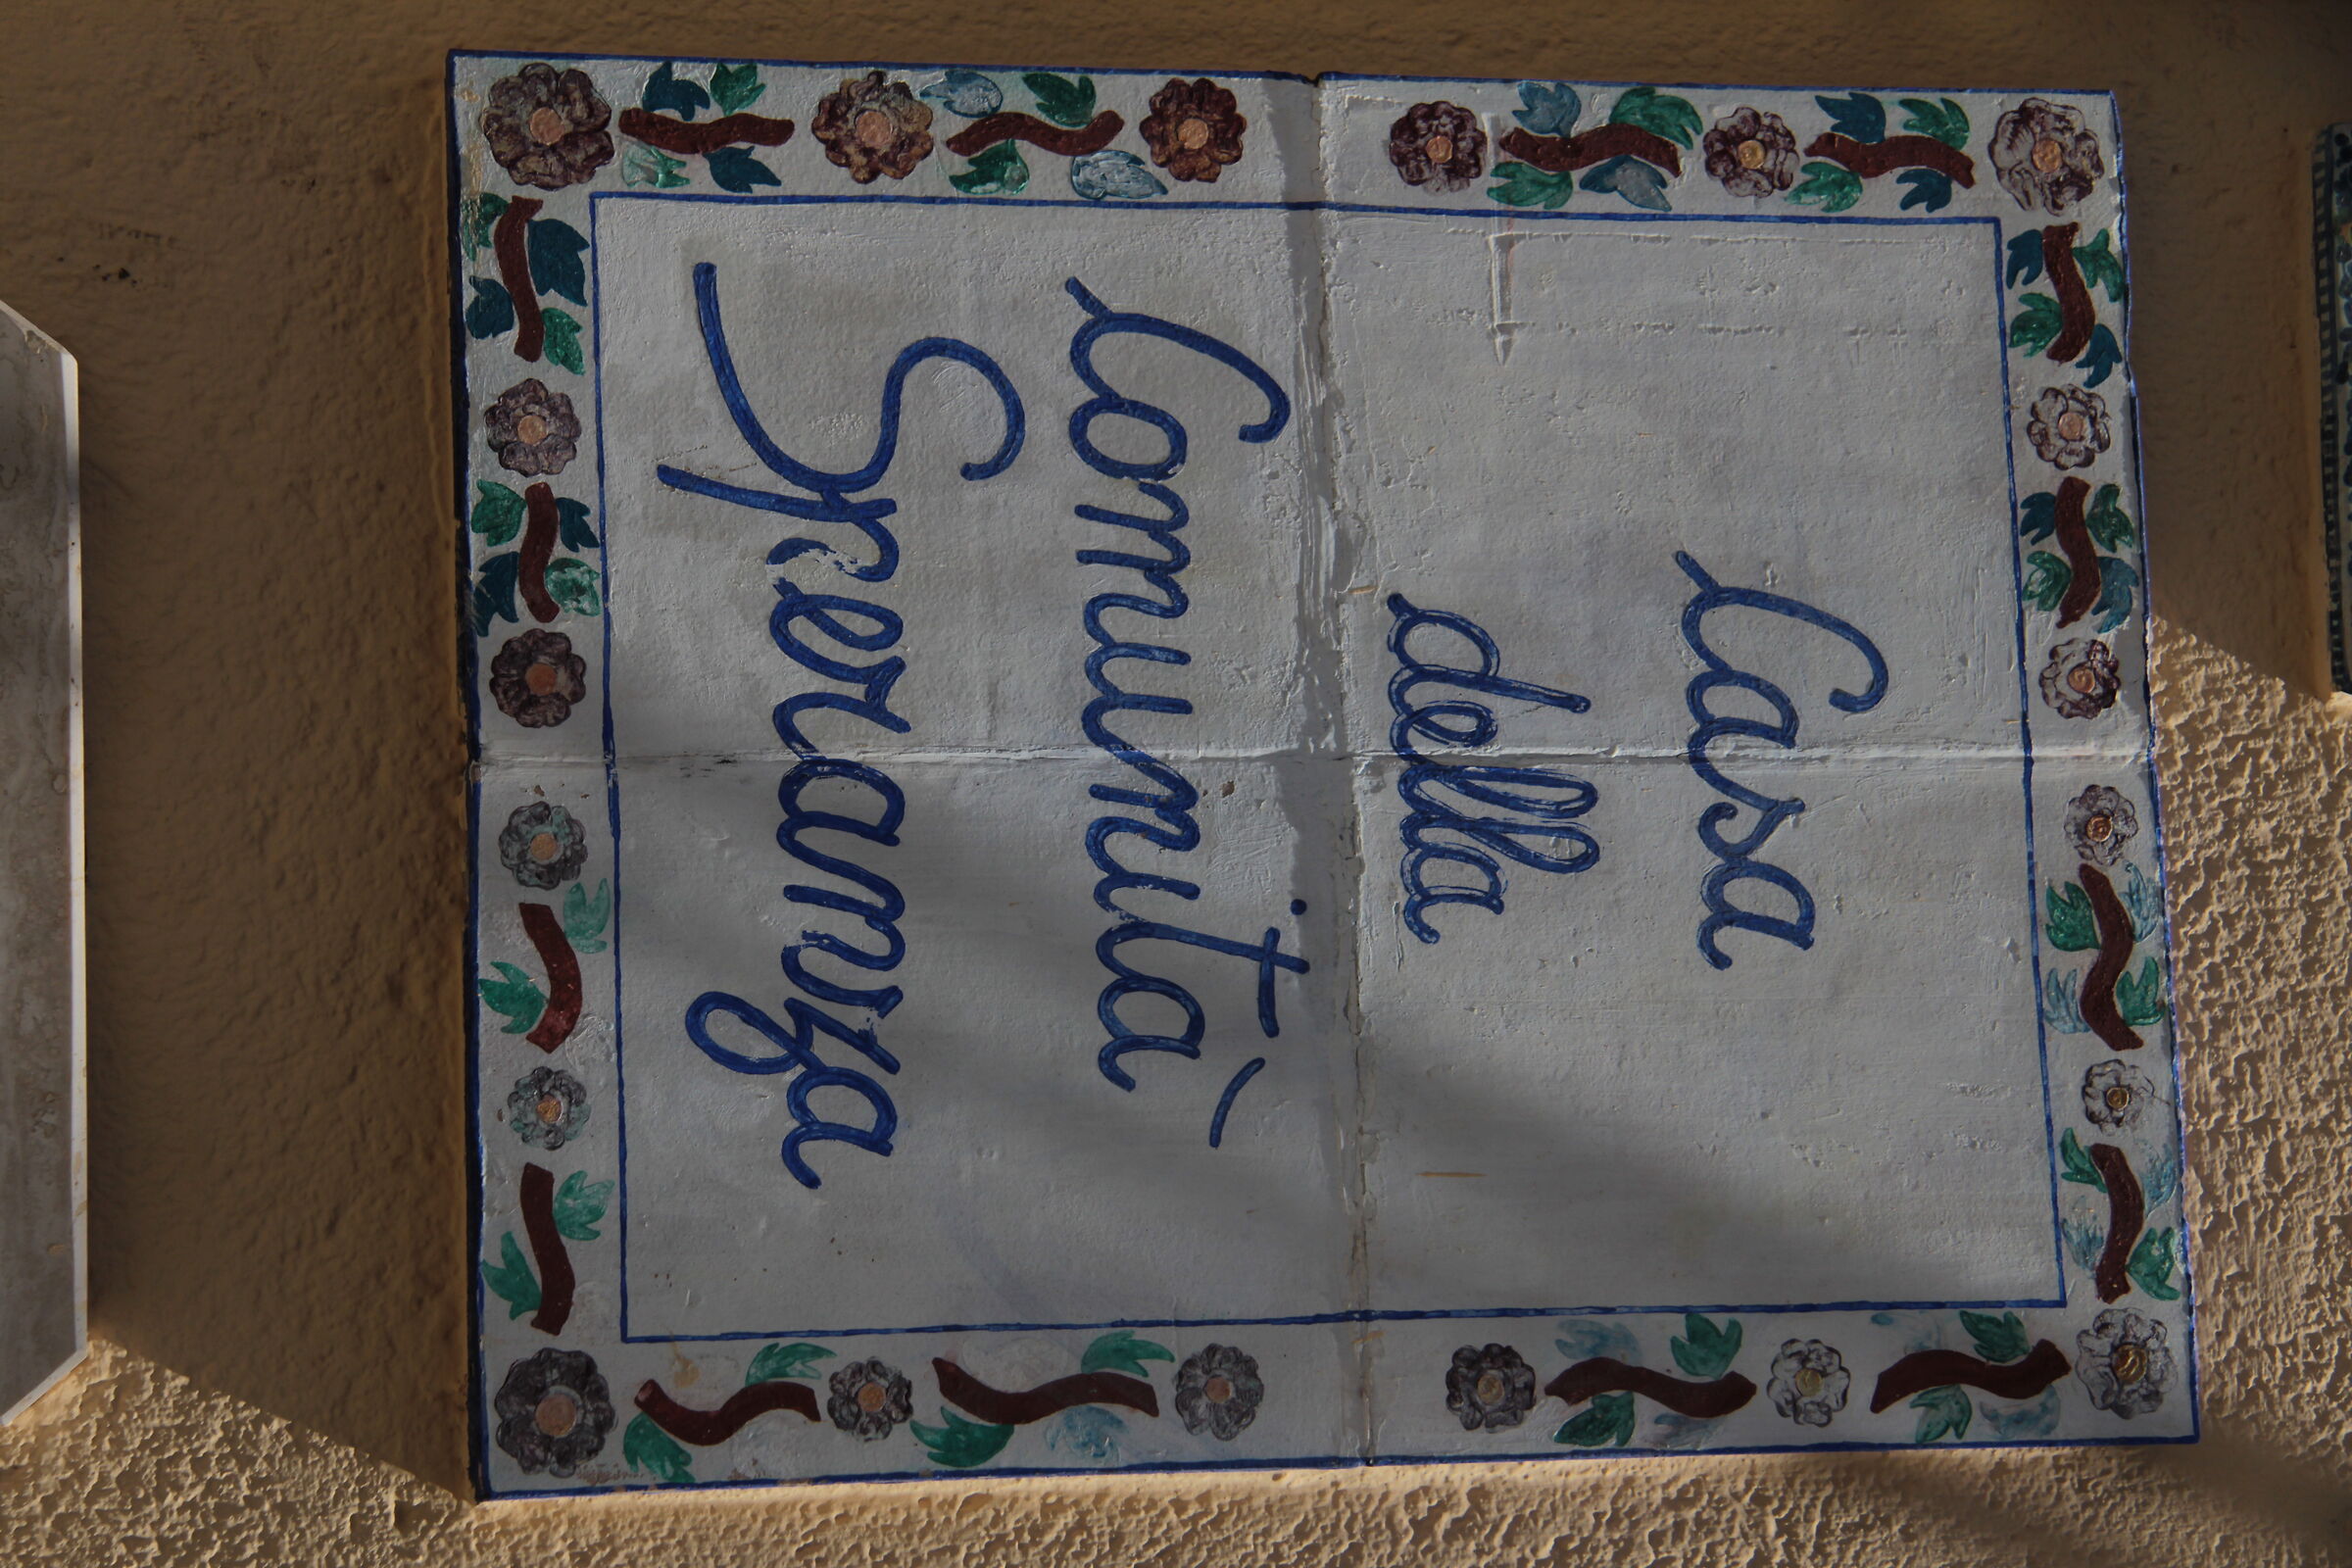 Casa
della
Comunità
Speranza